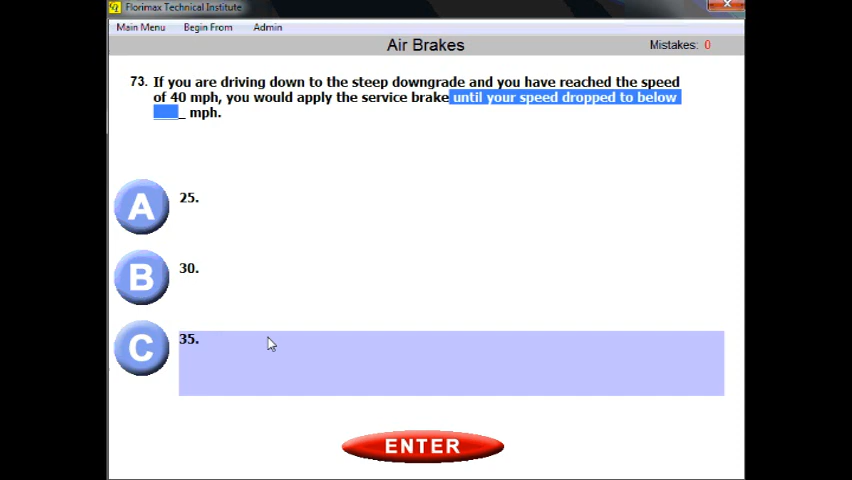 Florimax Technical Institute
Main Menu Begin From Admin
Air Brakes Mistakes: 0
73. If you are driving down to the steep downgrade and you have reached the speed
of 40 mph, you would apply the service brake until your speed dropped to below
____ mph.
A 25.
B 30.
C 35.
ENTER